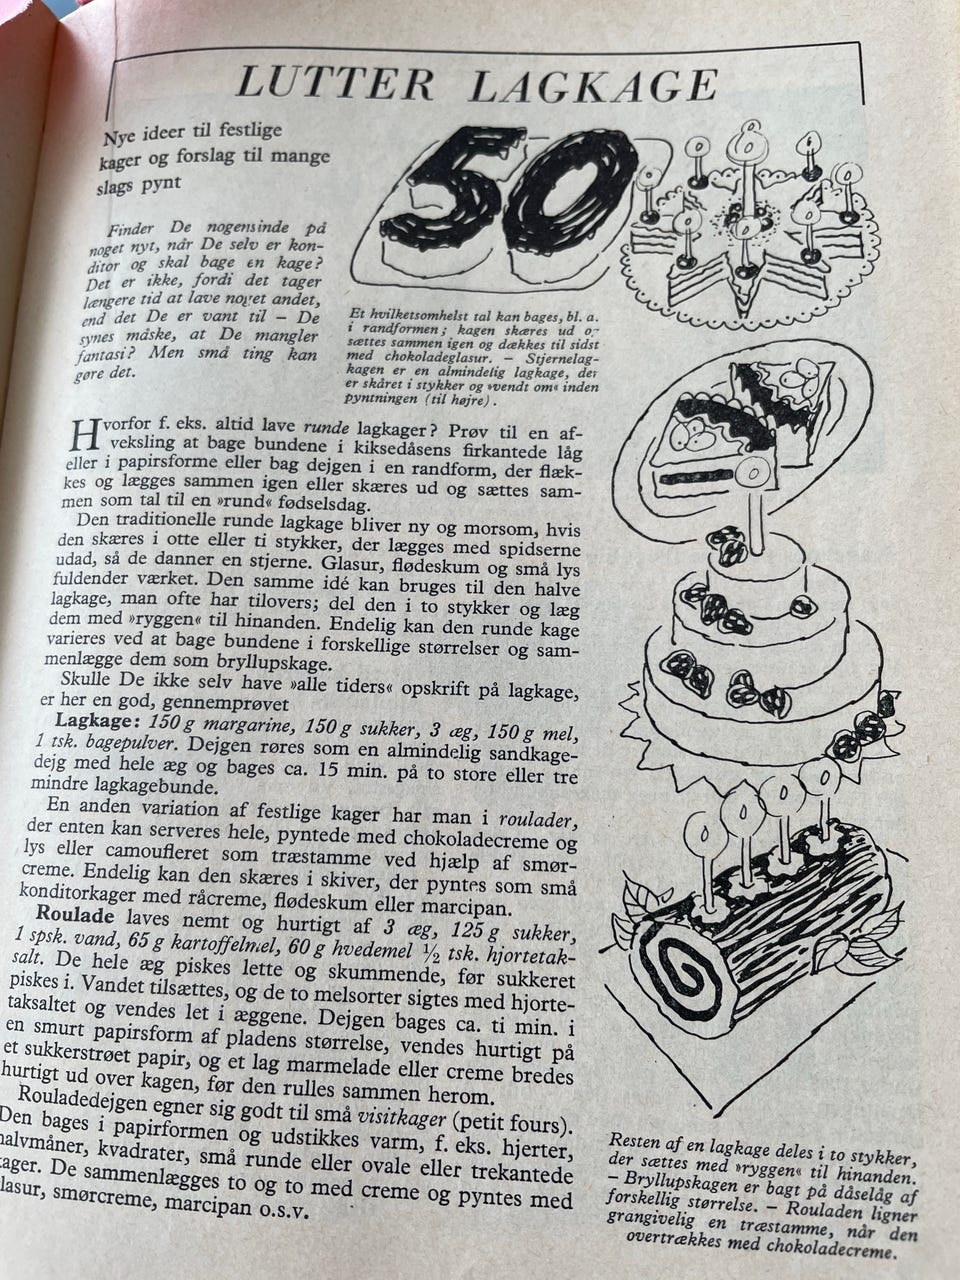 LUTTER LAGKAGE
Nye ideer til festlige
kager og forslag til mange
slags pynt
Finder De nogensinde på
noget nyt, når De selv er kon-
ditor og skal bage en kage?
Det er ikke, fordi det tager
længere tid at lave noget andet,
end det De er vant til – De
synes måske, at De mangler
fantasi? Men små ting kan
gøre det.
50
Et hvilketsomhelst tal kan bages, bl. a.
i randformen; kagen skæres ud og
sættes sammen igen og dækkes til sidst
med chokoladeglasur. – Stjernelag-
kagen er en almindelig lagkage, der
er skåret i stykker og »vendt om« inden
pyntningen (til højre).
Hvorfor f. eks. altid lave runde lagkager? Prøv til en af-
veksling at bage bundene i kiksedåsens firkantede låg
eller i papirsforme eller bag dejgen i en randform, der flæk-
kes og lægges sammen igen eller skæres ud og sættes sam-
men som tal til en »rund« fødselsdag.
Den traditionelle runde lagkage bliver ny og morsom, hvis
den skæres i otte eller ti stykker, der lægges med spidserne
udad, så de danner en stjerne. Glasur, flødeskum og små lys
fuldender værket. Den samme idé kan bruges til den halve
lagkage, man ofte har tilovers; del den i to stykker og læg
dem med »ryggen« til hinanden. Endelig kan den runde kage
varieres ved at bage bundene i forskellige størrelser og sam-
menlægge dem som bryllupskage.
Skulle De ikke selv have »alle tiders« opskrift på lagkage,
er her en god, gennemprøvet
Lagkage: 150 g margarine, 150 g sukker, 3 æg, 150 g mel,
1 tsk. bagepulver. Dejgen røres som en almindelig sandkage-
dejg med hele æg og bages ca. 15 min. på to store eller tre
mindre lagkagebunde.
En anden variation af festlige kager har man i roulader,
der enten kan serveres hele, pyntede med chokoladecreme og
lys eller camoufleret som træstamme ved hjælp af smør-
creme. Endelig kan den skæres i skiver, der pyntes som små
konditorkager med råcreme, flødeskum eller marcipan.
Roulade laves nemt og hurtigt af 3 æg, 125 g sukker,
1 spsk. vand, 65 g kartoffelmel, 60 g hvedemel ½ tsk. hjortetak-
salt. De hele æg piskes lette og skummende, før sukkeret
piskes i. Vandet tilsættes, og de to melsorter sigtes med hjorte-
taksaltet og vendes let i æggene. Dejgen bages ca. ti min. i
en smurt papirsform af pladens størrelse, vendes hurtigt på
et sukkerstrøet papir, og et lag marmelade eller creme bredes
hurtigt ud over kagen, før den rulles sammen herom.
Rouladedejgen egner sig godt til små visitkager (petit fours).
Den bages i papirformen og udstikkes varm, f. eks. hjerter,
halvmåner, kvadrater, små runde eller ovale eller trekantede
kager. De sammenlægges to og to med creme og pyntes med
glasur, smørcreme, marcipan o.s.v.
Resten af en lagkage deles i to stykker,
der sættes med »ryggen« til hinanden.
– Bryllupskagen er bagt på dåselåg af
forskellig størrelse. – Rouladen ligner
grangivelig en træstamme, når den
overtrækkes med chokoladecreme.